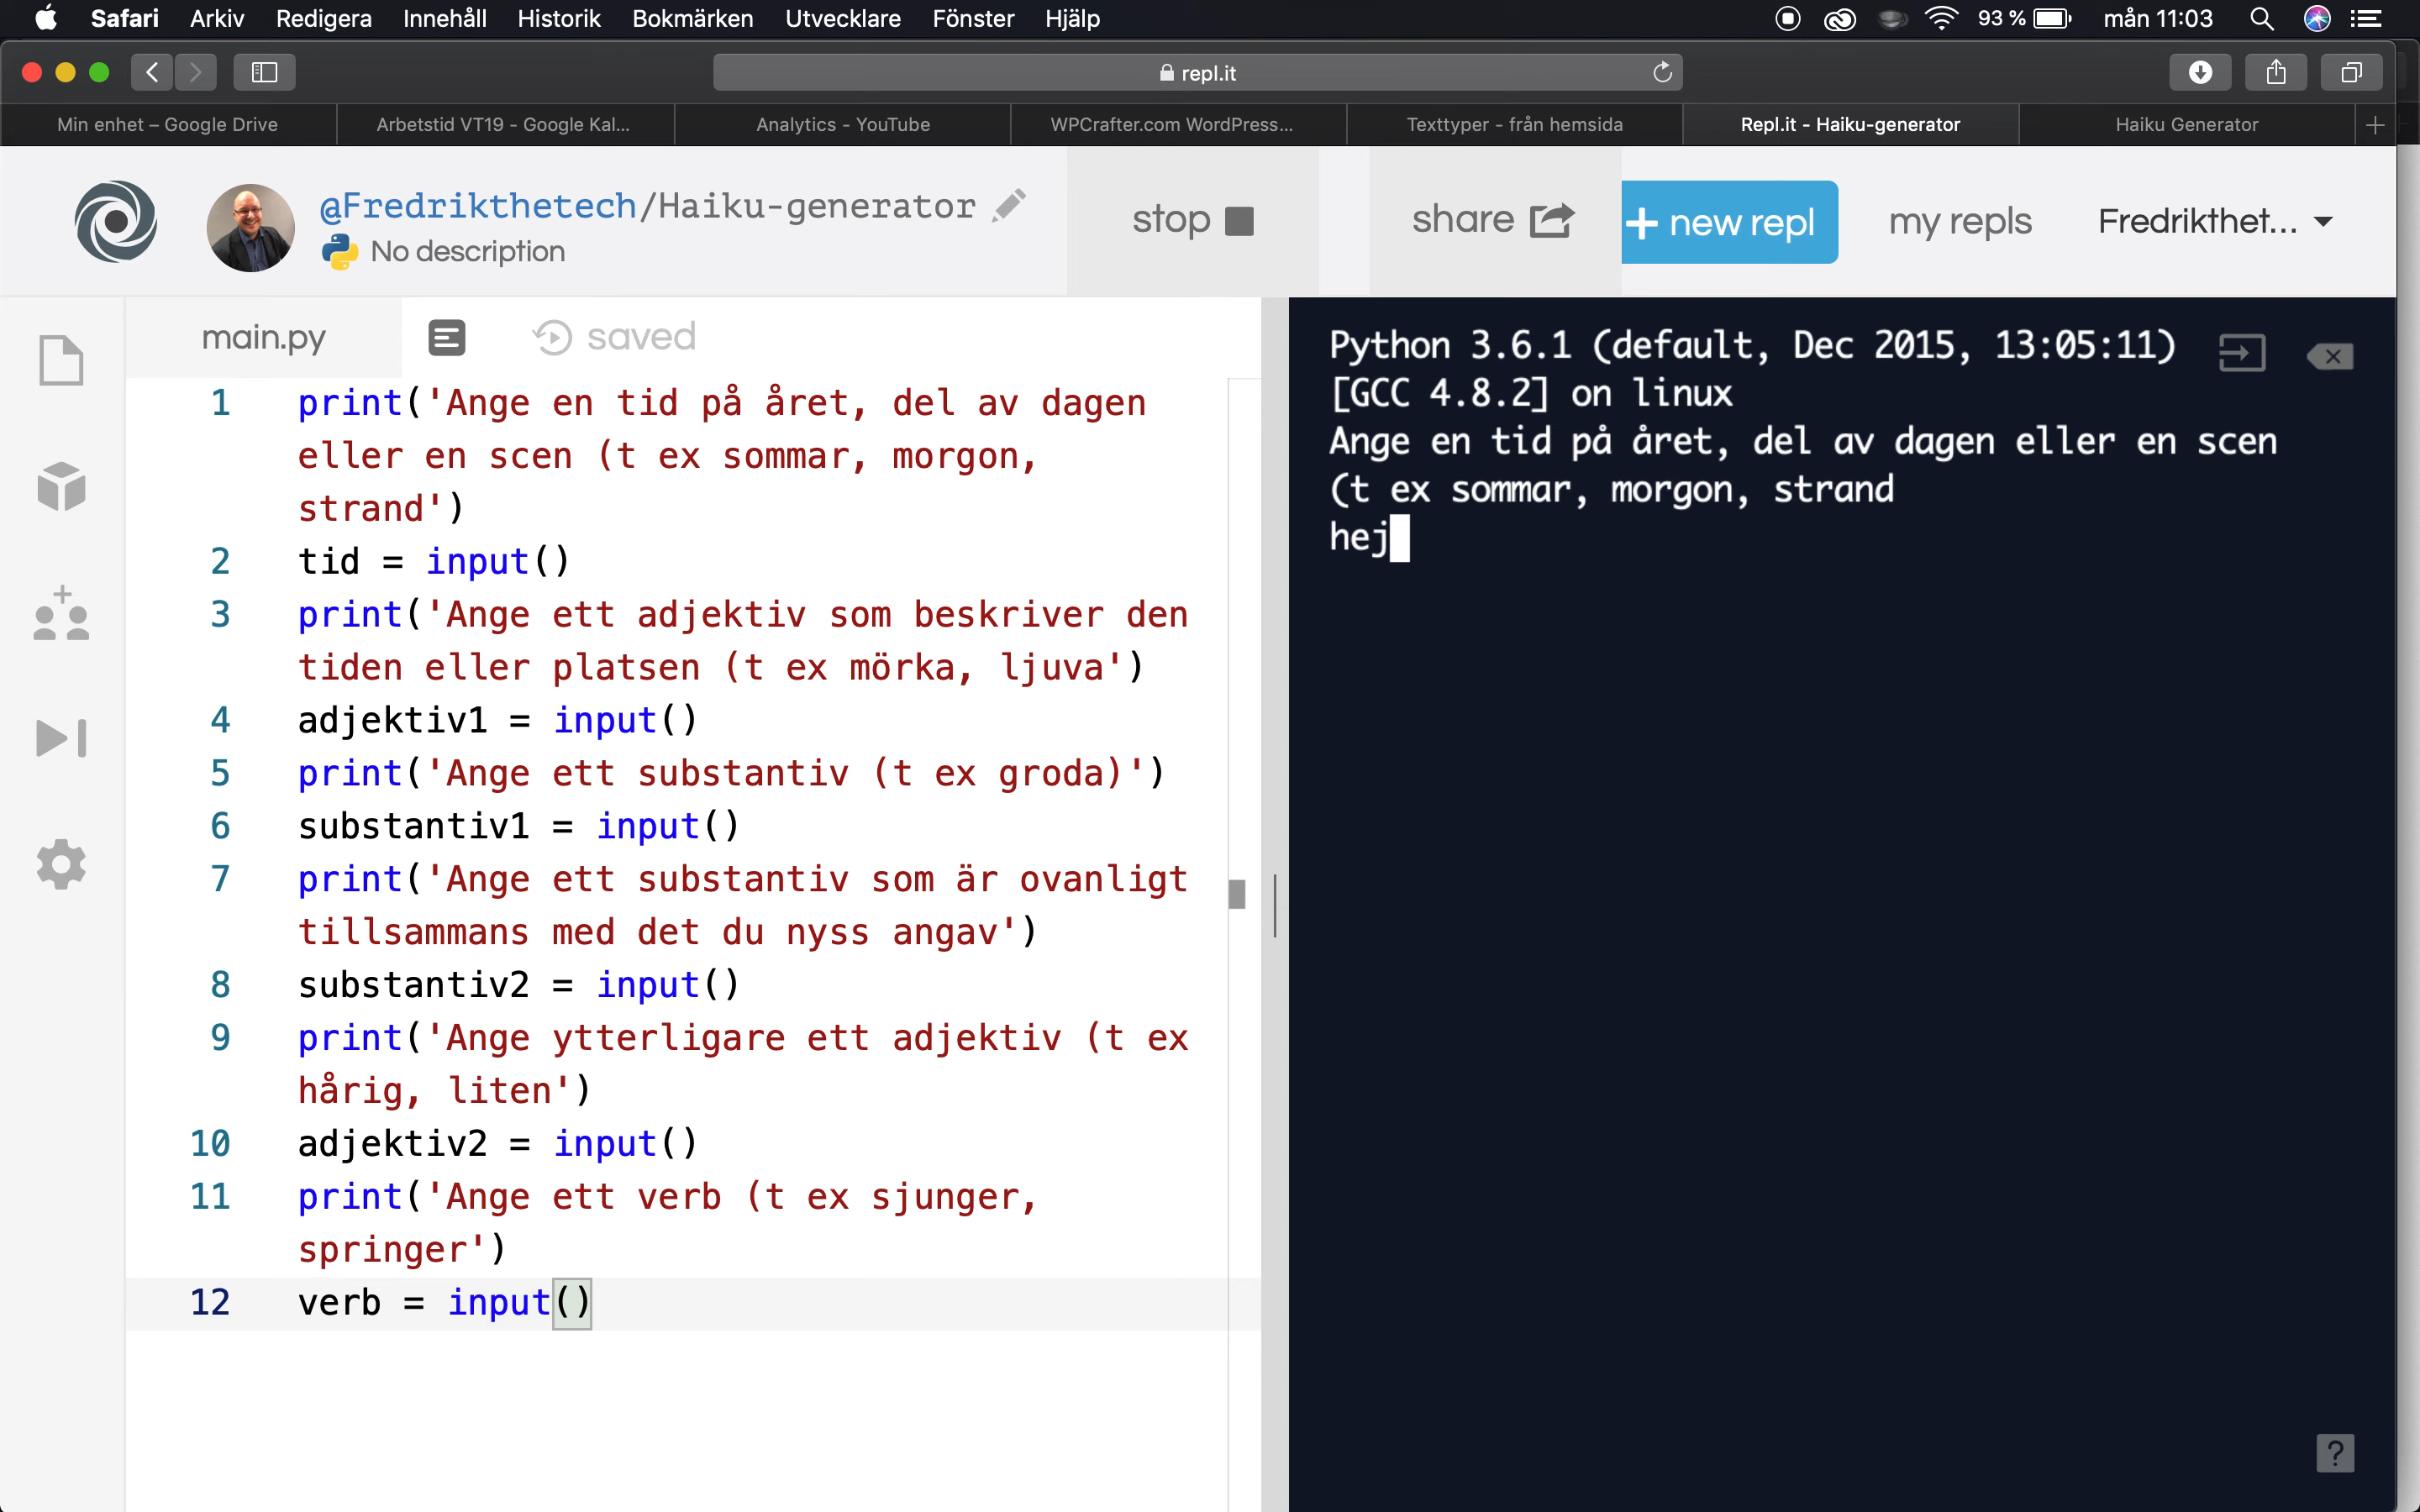 Safari Arkiv Redigera Innehåll Historik Bokmärken Utvecklare Fönster Hjälp 93 % mån 11:03
repl.it
Min enhet – Google Drive Arbetstid VT19 - Google Kal... Analytics - YouTube WPCrafter.com WordPress... Texttyper - från hemsida Repl.it - Haiku-generator Haiku Generator
@Fredrikthetech/Haiku-generator
No description
stop share + new repl my repls Fredrikthet...
main.py saved
1 print('Ange en tid på året, del av dagen
eller en scen (t ex sommar, morgon,
strand')
2 tid = input()
3 print('Ange ett adjektiv som beskriver den
tiden eller platsen (t ex mörka, ljuva')
4 adjektiv1 = input()
5 print('Ange ett substantiv (t ex groda)')
6 substantiv1 = input()
7 print('Ange ett substantiv som är ovanligt
tillsammans med det du nyss angav')
8 substantiv2 = input()
9 print('Ange ytterligare ett adjektiv (t ex
hårig, liten')
10 adjektiv2 = input()
11 print('Ange ett verb (t ex sjunger,
springer')
12 verb = input()
Python 3.6.1 (default, Dec 2015, 13:05:11)
[GCC 4.8.2] on linux
Ange en tid på året, del av dagen eller en scen
(t ex sommar, morgon, strand
hej
?